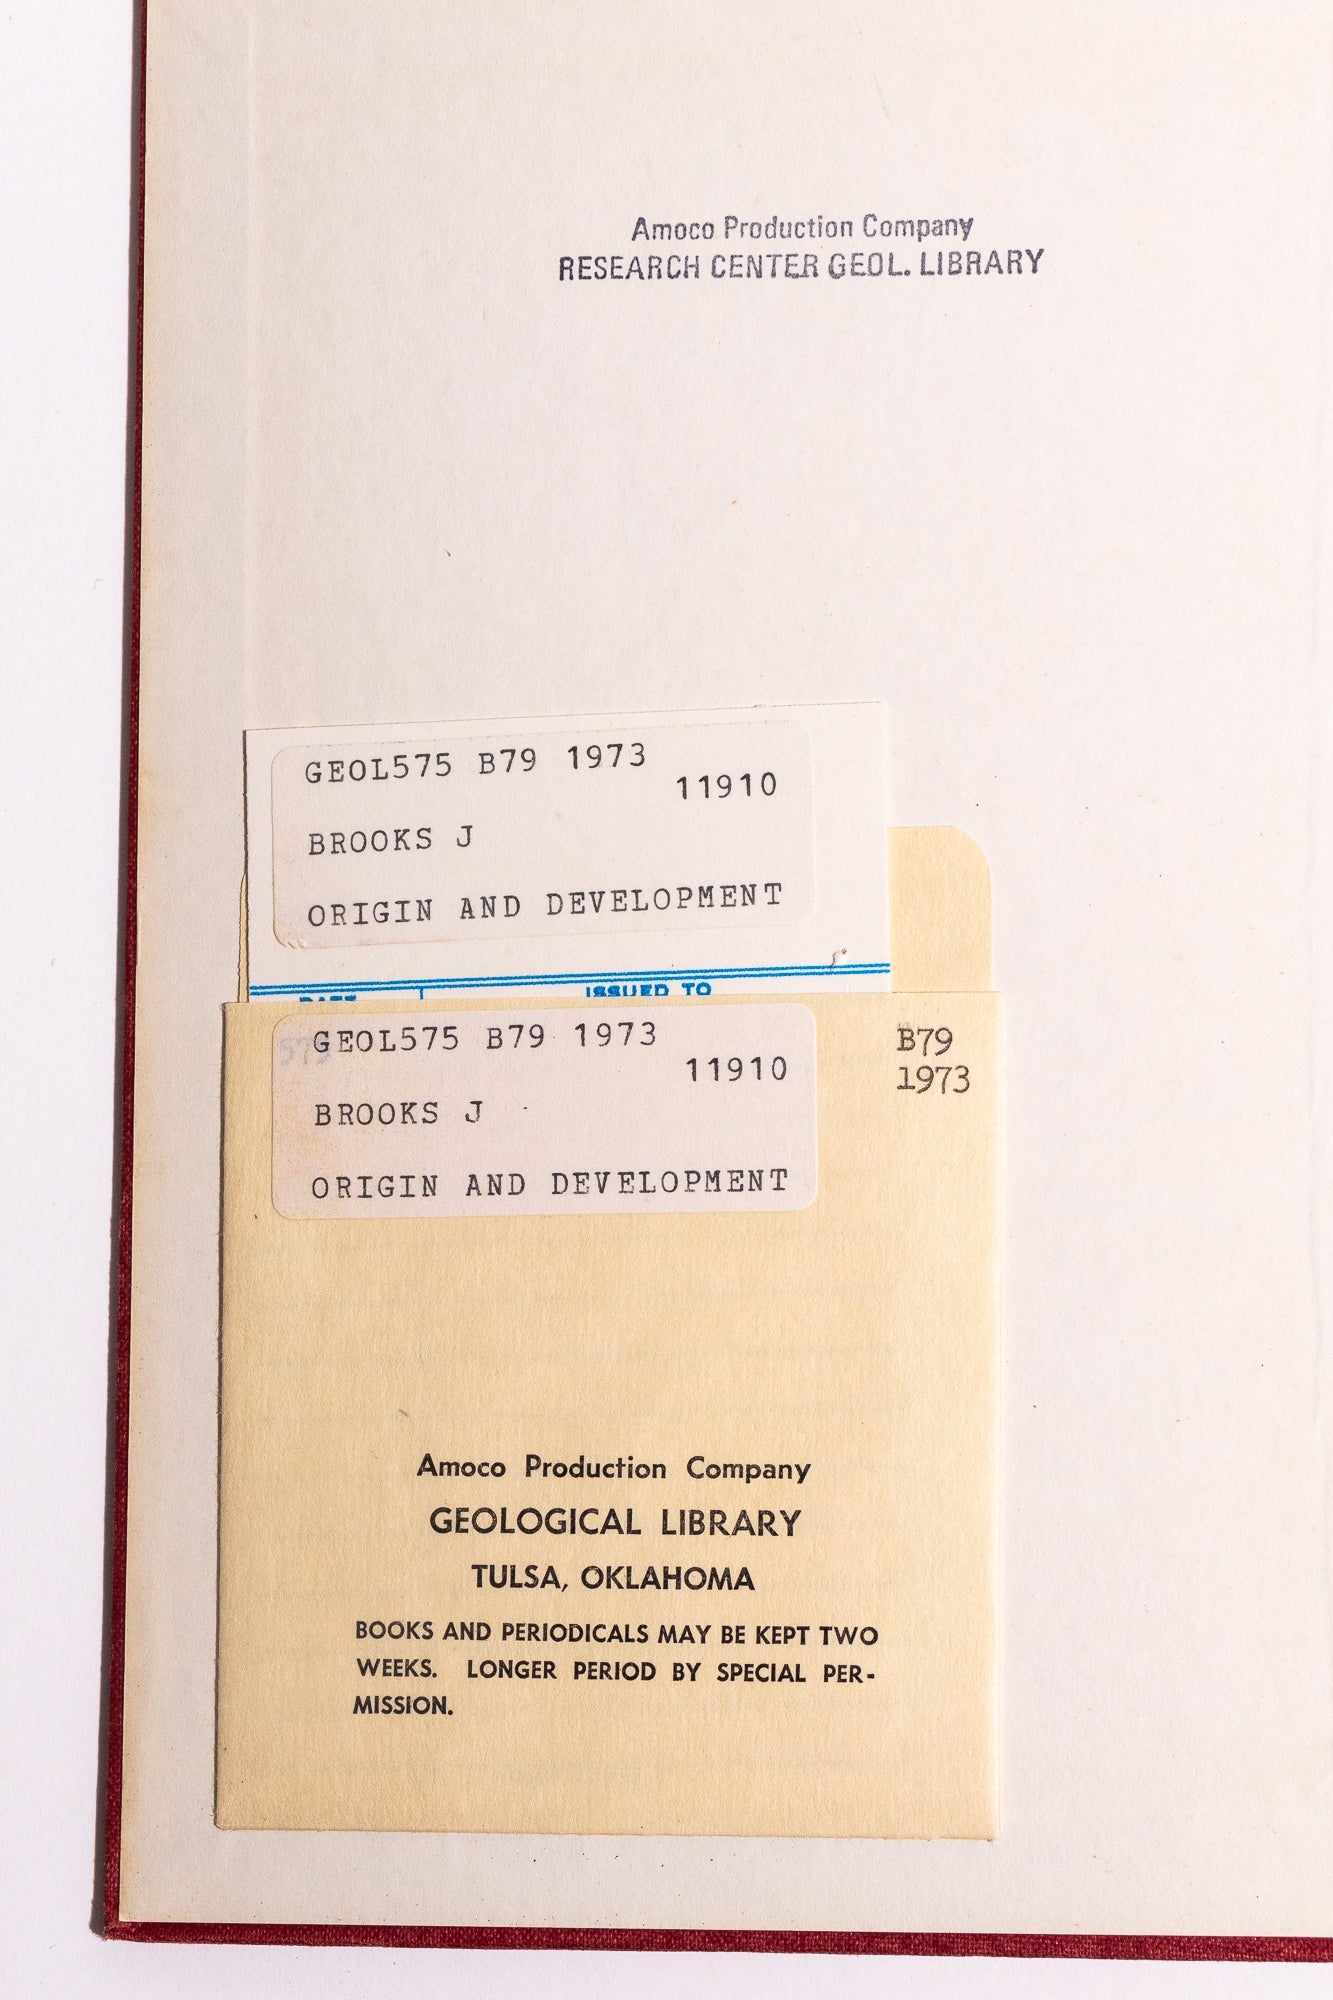 Amoco Production Company
RESEARCH CENTER GEOL. LIBRARY
GEOL575 B79 1973
11910
BROOKS J
ORIGIN AND DEVELOPMENT
DATE ISSUED TO
GEOL575 B79 1973
11910
BROOKS J
ORIGIN AND DEVELOPMENT
B79
1973
Amoco Production Company
GEOLOGICAL LIBRARY
TULSA, OKLAHOMA
BOOKS AND PERIODICALS MAY BE KEPT TWO
WEEKS. LONGER PERIOD BY SPECIAL PER-
MISSION.